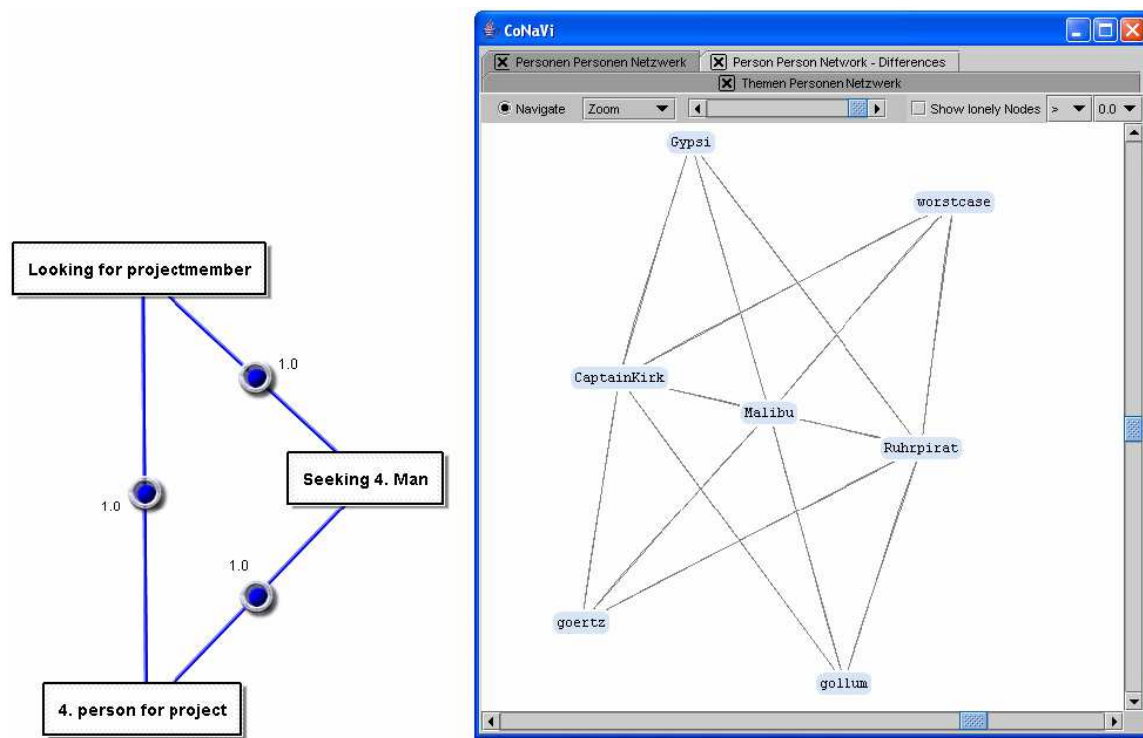 Looking for projectmember
1.0
Seeking 4. Man
1.0
1.0
4. person for project
CoNaVi
Personen Personen Netzwerk
Person Person Network - Differences
Themen Personen Netzwerk
Navigate
Zoom
Show lonely Nodes
>
0.0
Gypsi
worstcase
CaptainKirk
Malibu
Ruhrpirat
goertz
gollum